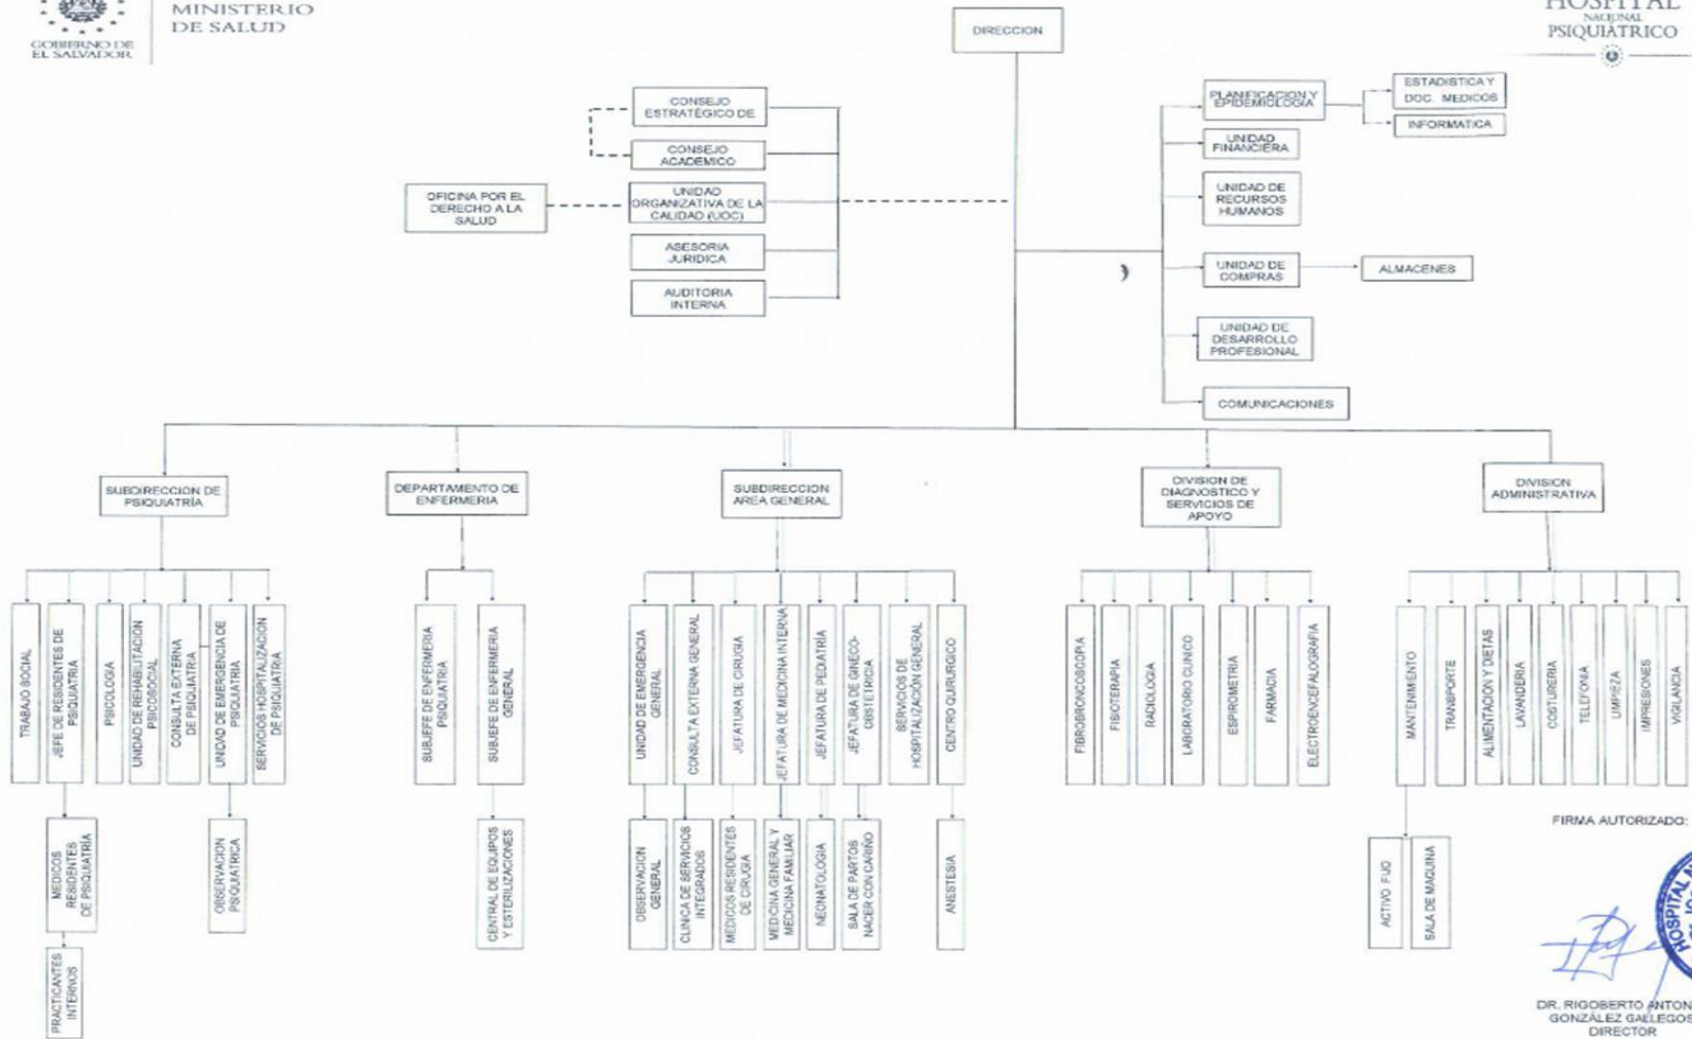 MINISTERIO
DE SALUD
GOBIERNO DE
EL SALVADOR
HOSPITAL
NACIONAL
PSIQUIÁTRICO
DIRECCION
CONSEJO
ESTRATÉGICO DE
CONSEJO
ACADEMICO
UNIDAD
ORGANIZATIVA DE LA
CALIDAD (UOC)
ASESORIA
JURIDICA
AUDITORIA
INTERNA
OFICINA POR EL
DERECHO A LA
SALUD
PLANIFICACION Y
EPIDEMIOLOGÍA
ESTADISTICA Y
DOC. MEDICOS
INFORMATICA
UNIDAD
FINANCIERA
UNIDAD DE
RECURSOS
HUMANOS
UNIDAD DE
COMPRAS
ALMACENES
UNIDAD DE
DESARROLLO
PROFESIONAL
COMUNICACIONES
SUBDIRECCION DE
PSIQUIATRÍA
DEPARTAMENTO DE
ENFERMERIA
SUBDIRECCION
AREA GENERAL
DIVISION DE
DIAGNOSTICO Y
SERVICIOS DE
APOYO
DIVISION
ADMINISTRATIVA
TRABAJO SOCIAL
JEFE DE RESIDENTES DE
PSIQUIATRIA
PSICOLOGIA
UNIDAD DE REHABILITACION
PSICOSOCIAL
CONSULTA EXTERNA
DE PSIQUIATRIA
UNIDAD DE EMERGENCIA DE
PSIQUIATRIA
SERVICIOS HOSPITALIZACION
DE PSIQUIATRIA
MEDICOS
RESIDENTES
DE PSIQUIATRÍA
OBSERVACION
PSIQUIATRICA
PRACTICANTES
INTERNOS
SUBJEFE DE ENFERMERIA
PSIQUIATRIA
SUBJEFE DE ENFERMERIA
GENERAL
CENTRAL DE EQUIPOS
Y ESTERILIZACIONES
UNIDAD DE EMERGENCIA
GENERAL
CONSULTA EXTERNA GENERAL
JEFATURA DE CIRUGIA
JEFATURA DE MEDICINA INTERNA
JEFATURA DE PEDIATRÍA
JEFATURA DE GINECO-
OBSTETRICIA
SERVICIOS DE
HOSPITALIZACIÓN GENERAL
CENTRO QUIRURGICO
OBSERVACION
GENERAL
CLINICA DE SERVICIOS
INTEGRADOS
MEDICOS RESIDENTES
DE CIRUGIA
MEDICINA GENERAL Y
MEDICINA FAMILIAR
NEONATOLOGIA
SALA DE PARTOS
NACER CON CARIÑO
ANESTESIA
FIBROBRONCOSCOPIA
FISIOTERAPIA
RADIOLOGIA
LABORATORIO CLINICO
ESPIROMETRIA
FARMACIA
ELECTROENCEFALOGRAFIA
MANTENIMIENTO
TRANSPORTE
ALIMENTACION Y DIETAS
LAVANDERIA
COSTURERIA
TELEFONIA
LIMPIEZA
IMPRESIONES
VIGILANCIA
ACTIVO FIJO
SALA DE MAQUINA
FIRMA AUTORIZADO:
HOSPITAL
DR. RIGOBERTO ANTON
GONZÁLEZ GALLEGOS
DIRECTOR